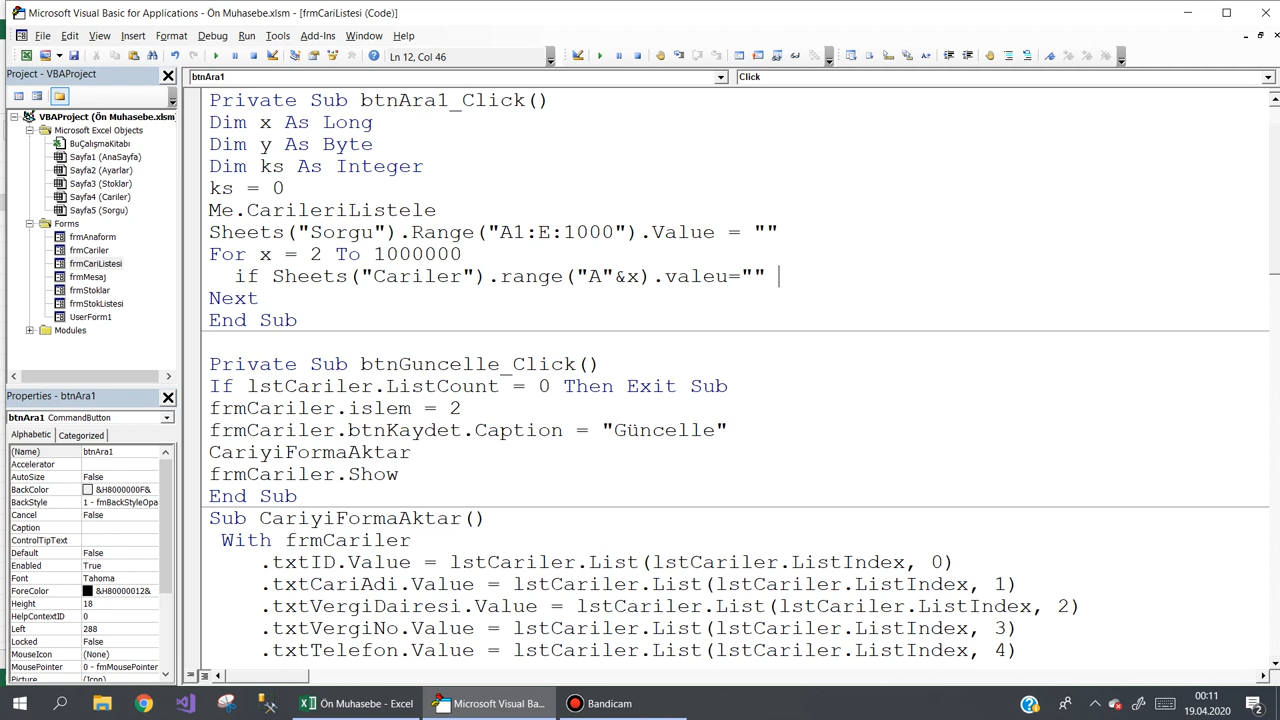 Microsoft Visual Basic for Applications - Ön Muhasebe.xlsm - [frmCariListesi (Code)]
File Edit View Insert Format Debug Run Tools Add-Ins Window Help
Ln 12, Col 46
Project - VBAProject
btnAra1
Click
VBAProject (Ön Muhasebe.xlsm)
Microsoft Excel Objects
BuÇalışmaKitabı
Sayfa1 (AnaSayfa)
Sayfa2 (Ayarlar)
Sayfa3 (Stoklar)
Sayfa4 (Cariler)
Sayfa5 (Sorgu)
Forms
frmAnaform
frmCariler
frmCariListesi
frmMesaj
frmStoklar
frmStokListesi
UserForm1
Modules
Properties - btnAra1
btnAra1 CommandButton
Alphabetic Categorized
(Name) btnAra1
Accelerator
AutoSize False
BackColor &H8000000F&
BackStyle 1 - fmBackStyleOpa
Cancel False
Caption
ControlTipText
Default False
Enabled True
Font Tahoma
ForeColor &H80000012&
Height 18
HelpContextID 0
Left 288
Locked False
MouseIcon (None)
MousePointer 0 - fmMousePointer
Picture (Icon)
Private Sub btnAra1_Click()
Dim x As Long
Dim y As Byte
Dim ks As Integer
ks = 0
Me.CarileriListele
Sheets("Sorgu").Range("A1:E:1000").Value = ""
For x = 2 To 1000000
if Sheets("Cariler").range("A"&x).valeu=""
Next
End Sub
Private Sub btnGuncelle_Click()
If lstCariler.ListCount = 0 Then Exit Sub
frmCariler.islem = 2
frmCariler.btnKaydet.Caption = "Güncelle"
CariyiFormaAktar
frmCariler.Show
End Sub
Sub CariyiFormaAktar()
With frmCariler
.txtID.Value = lstCariler.List(lstCariler.ListIndex, 0)
.txtCariAdi.Value = lstCariler.List(lstCariler.ListIndex, 1)
.txtVergiDairesi.Value = lstCariler.List(lstCariler.ListIndex, 2)
.txtVergiNo.Value = lstCariler.List(lstCariler.ListIndex, 3)
.txtTelefon.Value = lstCariler.List(lstCariler.ListIndex, 4)
Ön Muhasebe - Excel
Microsoft Visual Ba...
Bandicam
00:11
19.04.2020
2